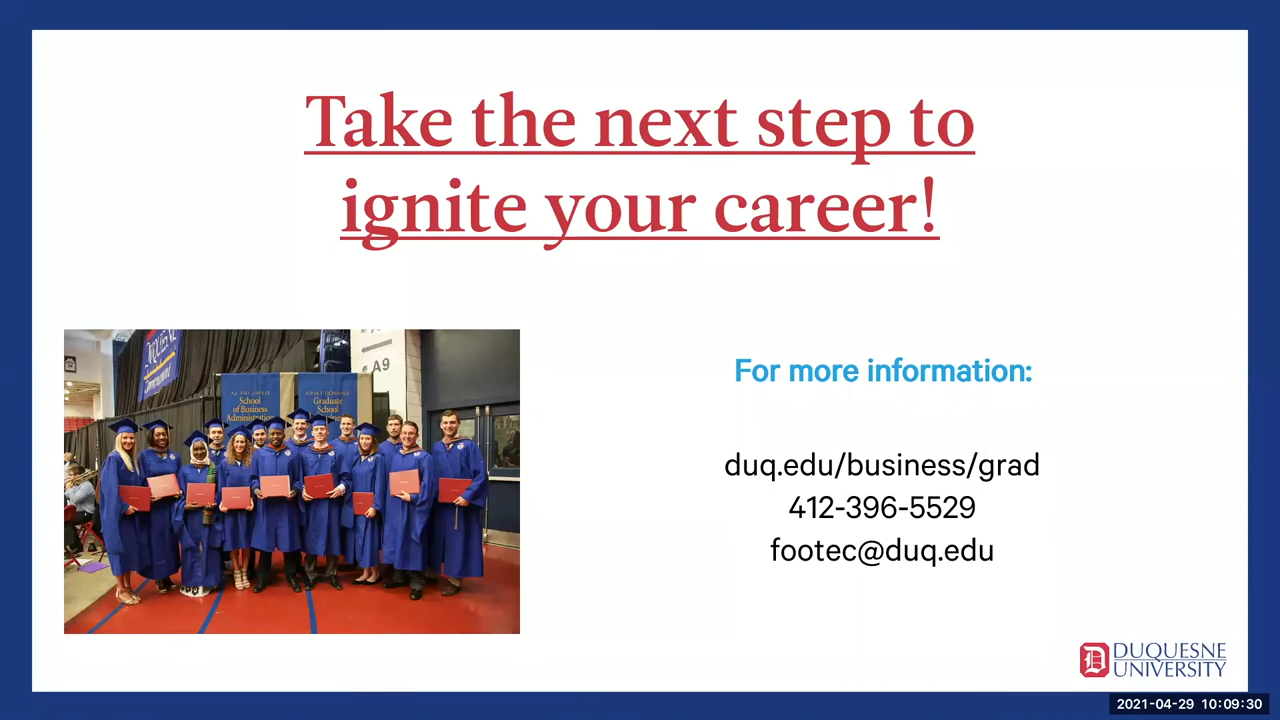 Take the next step to
ignite your career!
A9
School
of Business
Administration
Graduate
School
For more information:
duq.edu/business/grad
412-396-5529
footec@duq.edu
D DUQUESNE
UNIVERSITY
2021-04-29 10:09:30